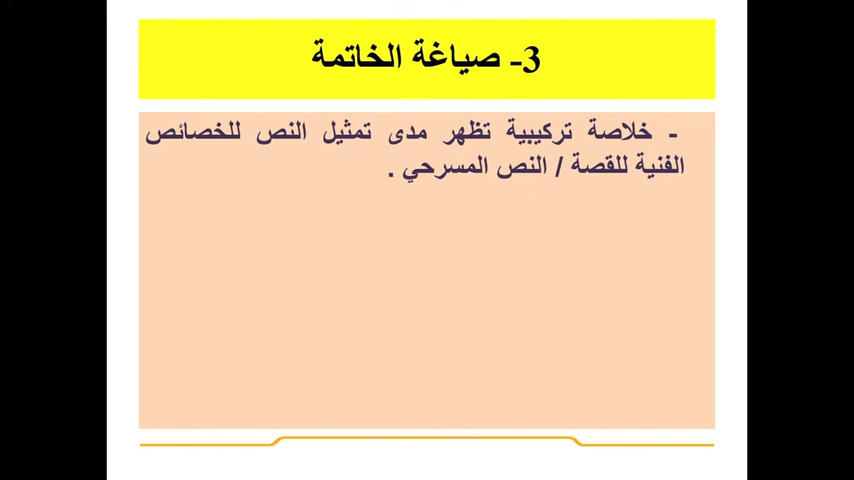 3- صياغة الخاتمة
- خلاصة تركيبية تظهر مدى تمثيل النص للخصائص
الفنية للقصة / النص المسرحي .